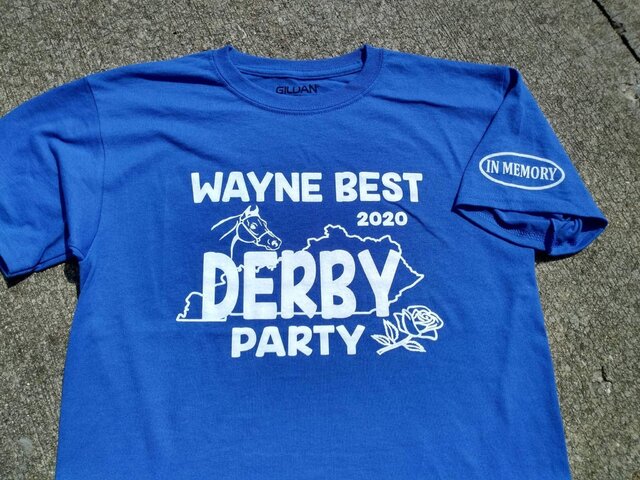 GILDAN
WAYNE BEST
2020
DERBY
PARTY
IN MEMORY